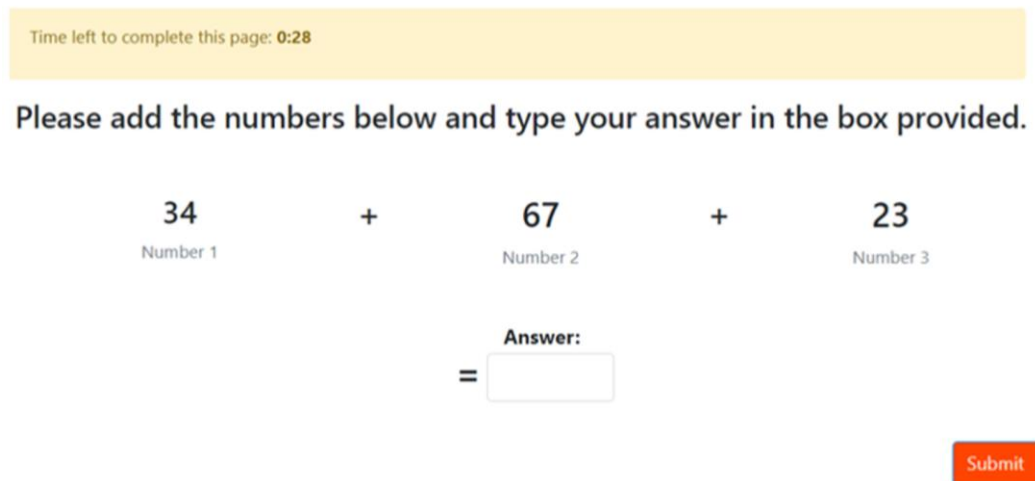 Time left to complete this page: 0:28
Please add the numbers below and type your answer in the box provided.
34 + 67 + 23
Number 1 Number 2 Number 3
Answer:
=
Submit